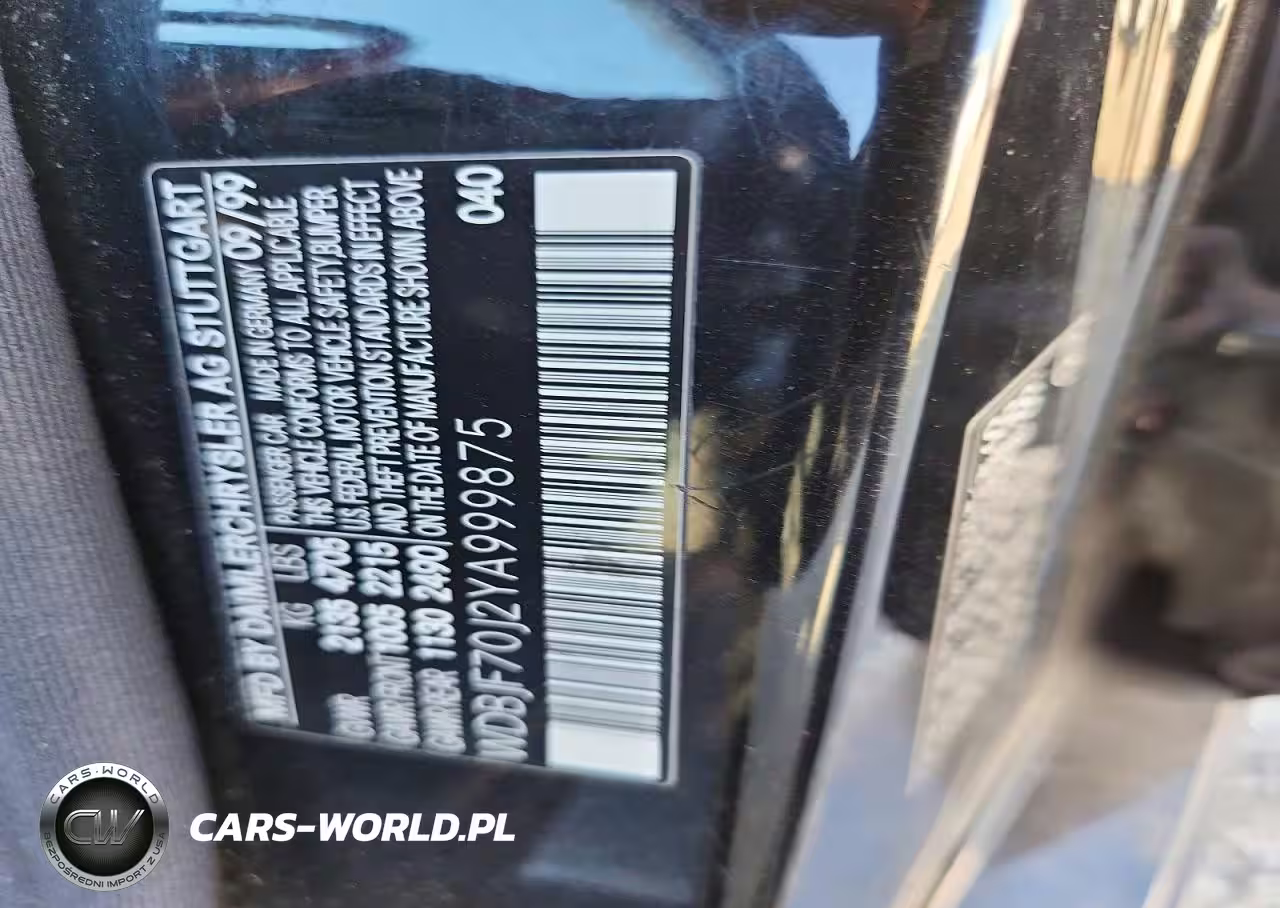 MFD BY DAIMLERCHRYSLER AG STUTTGART
KG LBS PASSENGER CAR MADE IN GERMANY 09/99
GVWR 2135 4705 THIS VEHICLE CONFORMS TO ALL APPLICABLE
GAWR FRONT 1005 2215 U.S. FEDERAL MOTOR VEHICLE SAFETY, BUMPER
GAWR RER 1130 2490 AND THEFT PREVENTION STANDARDS IN EFFECT
ON THE DATE OF MANUFACTURE SHOWN ABOVE
WDBJF70J2YA999875 040
CARS-WORLD
CW
BEZPOŚREDNI IMPORT Z USA
CARS-WORLD.PL